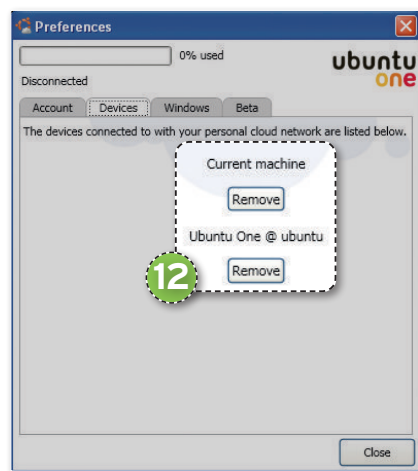 Preferences
0% used
ubuntu
one
Disconnected
Account Devices Windows Beta
The devices connected to with your personal cloud network are listed below.
Current machine
Remove
Ubuntu One @ ubuntu
12
Remove
Close